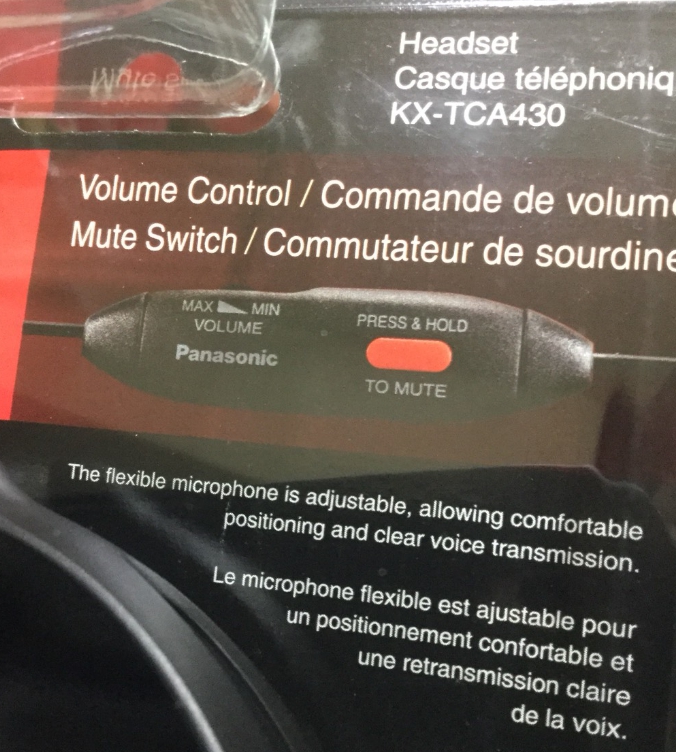 Headset
Casque téléphoniq
KX-TCA430
Volume Control / Commande de volume
Mute Switch / Commutateur de sourdine
MAX MIN
VOLUME
Panasonic
PRESS & HOLD
TO MUTE
The flexible microphone is adjustable, allowing comfortable
positioning and clear voice transmission.
Le microphone flexible est ajustable pour
un positionnement confortable et
une retransmission claire
de la voix.